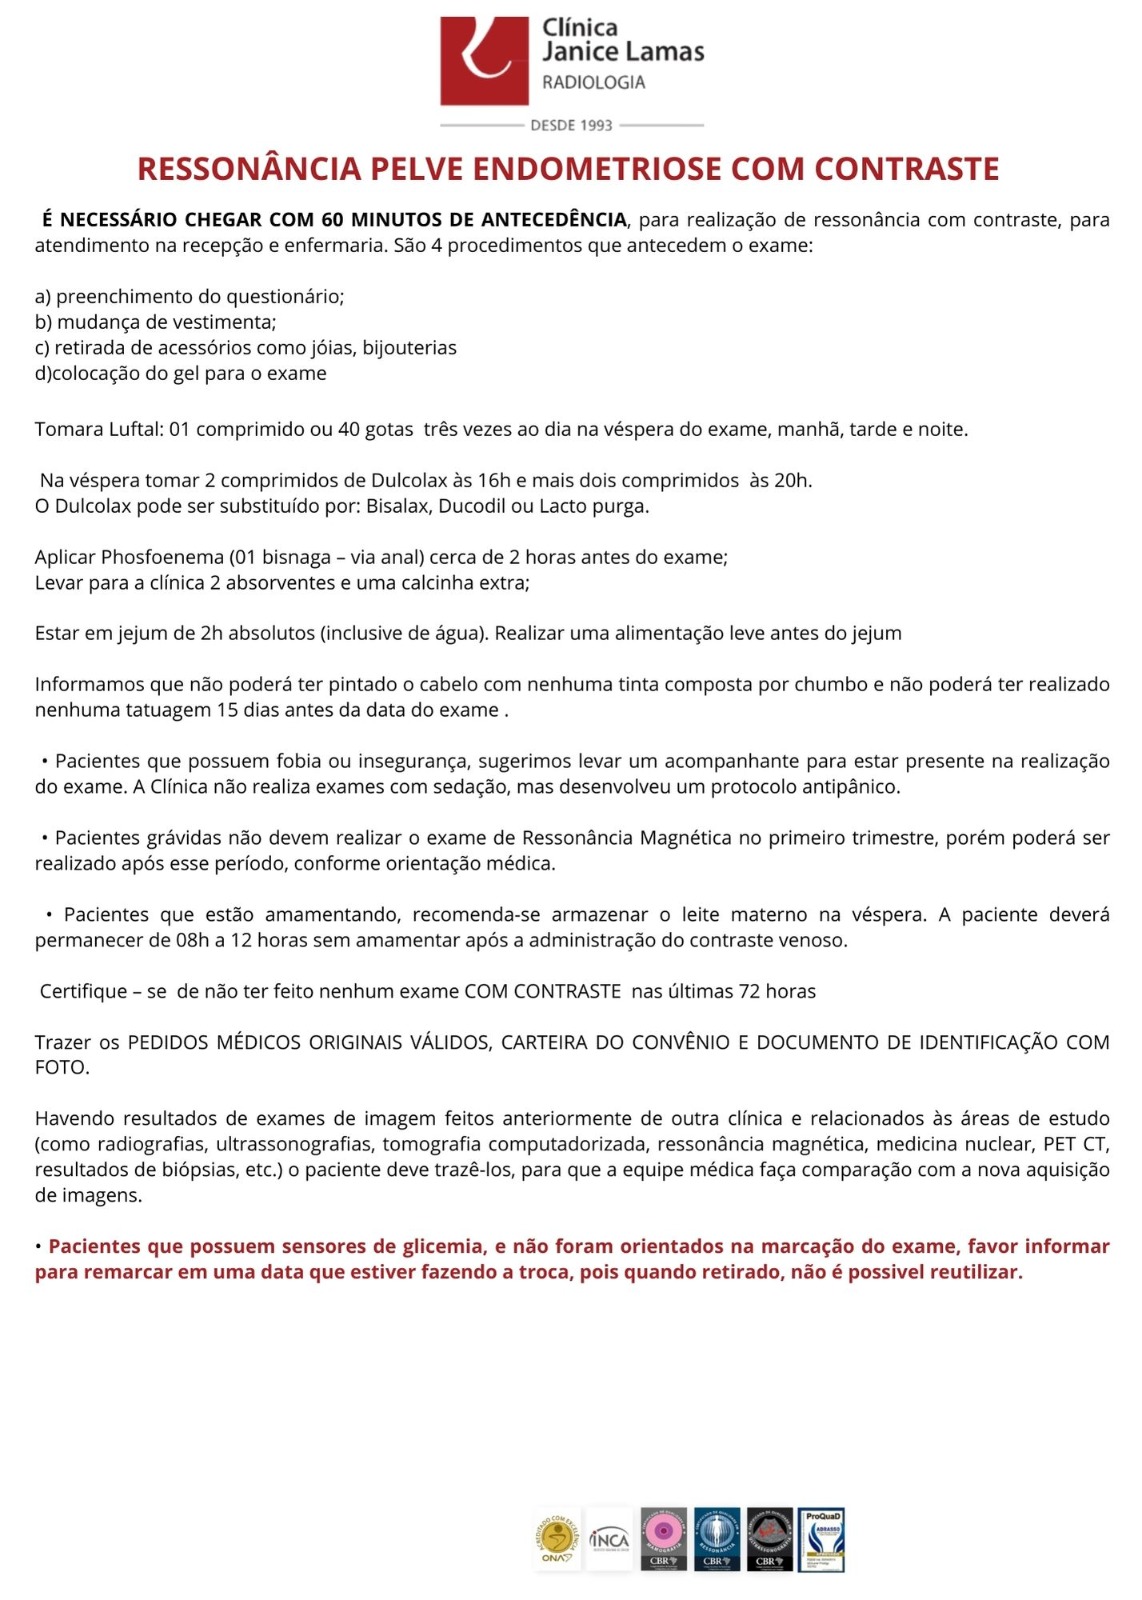 Clínica
Janice Lamas
RADIOLOGIA
DESDE 1993
RESSONÂNCIA PELVE ENDOMETRIOSE COM CONTRASTE
É NECESSÁRIO CHEGAR COM 60 MINUTOS DE ANTECEDÊNCIA, para realização de ressonância com contraste, para
atendimento na recepção e enfermaria. São 4 procedimentos que antecedem o exame:
a) preenchimento do questionário;
b) mudança de vestimenta;
c) retirada de acessórios como jóias, bijouterias
d)colocação do gel para o exame
Tomara Luftal: 01 comprimido ou 40 gotas três vezes ao dia na véspera do exame, manhã, tarde e noite.
Na véspera tomar 2 comprimidos de Dulcolax às 16h e mais dois comprimidos às 20h.
O Dulcolax pode ser substituído por: Bisalax, Ducodil ou Lacto purga.
Aplicar Phosfoenema (01 bisnaga – via anal) cerca de 2 horas antes do exame;
Levar para a clínica 2 absorventes e uma calcinha extra;
Estar em jejum de 2h absolutos (inclusive de água). Realizar uma alimentação leve antes do jejum
Informamos que não poderá ter pintado o cabelo com nenhuma tinta composta por chumbo e não poderá ter realizado
nenhuma tatuagem 15 dias antes da data do exame .
• Pacientes que possuem fobia ou insegurança, sugerimos levar um acompanhante para estar presente na realização
do exame. A Clínica não realiza exames com sedação, mas desenvolveu um protocolo antipânico.
• Pacientes grávidas não devem realizar o exame de Ressonância Magnética no primeiro trimestre, porém poderá ser
realizado após esse período, conforme orientação médica.
• Pacientes que estão amamentando, recomenda-se armazenar o leite materno na véspera. A paciente deverá
permanecer de 08h a 12 horas sem amamentar após a administração do contraste venoso.
Certifique – se de não ter feito nenhum exame COM CONTRASTE nas últimas 72 horas
Trazer os PEDIDOS MÉDICOS ORIGINAIS VÁLIDOS, CARTEIRA DO CONVÊNIO E DOCUMENTO DE IDENTIFICAÇÃO COM
FOTO.
Havendo resultados de exames de imagem feitos anteriormente de outra clínica e relacionados às áreas de estudo
(como radiografias, ultrassonografias, tomografia computadorizada, ressonância magnética, medicina nuclear, PET CT,
resultados de biópsias, etc.) o paciente deve trazê-los, para que a equipe médica faça comparação com a nova aquisição
de imagens.
• Pacientes que possuem sensores de glicemia, e não foram orientados na marcação do exame, favor informar
para remarcar em uma data que estiver fazendo a troca, pois quando retirado, não é possivel reutilizar.
ACREDITADO COM EXCELÊNCIA
ONA
INCA
MAMOGRAFIA
CBR
RESSONÂNCIA
CBR
ULTRASSONOGRAFIA
CBR
ProQuaD
ABRASSO